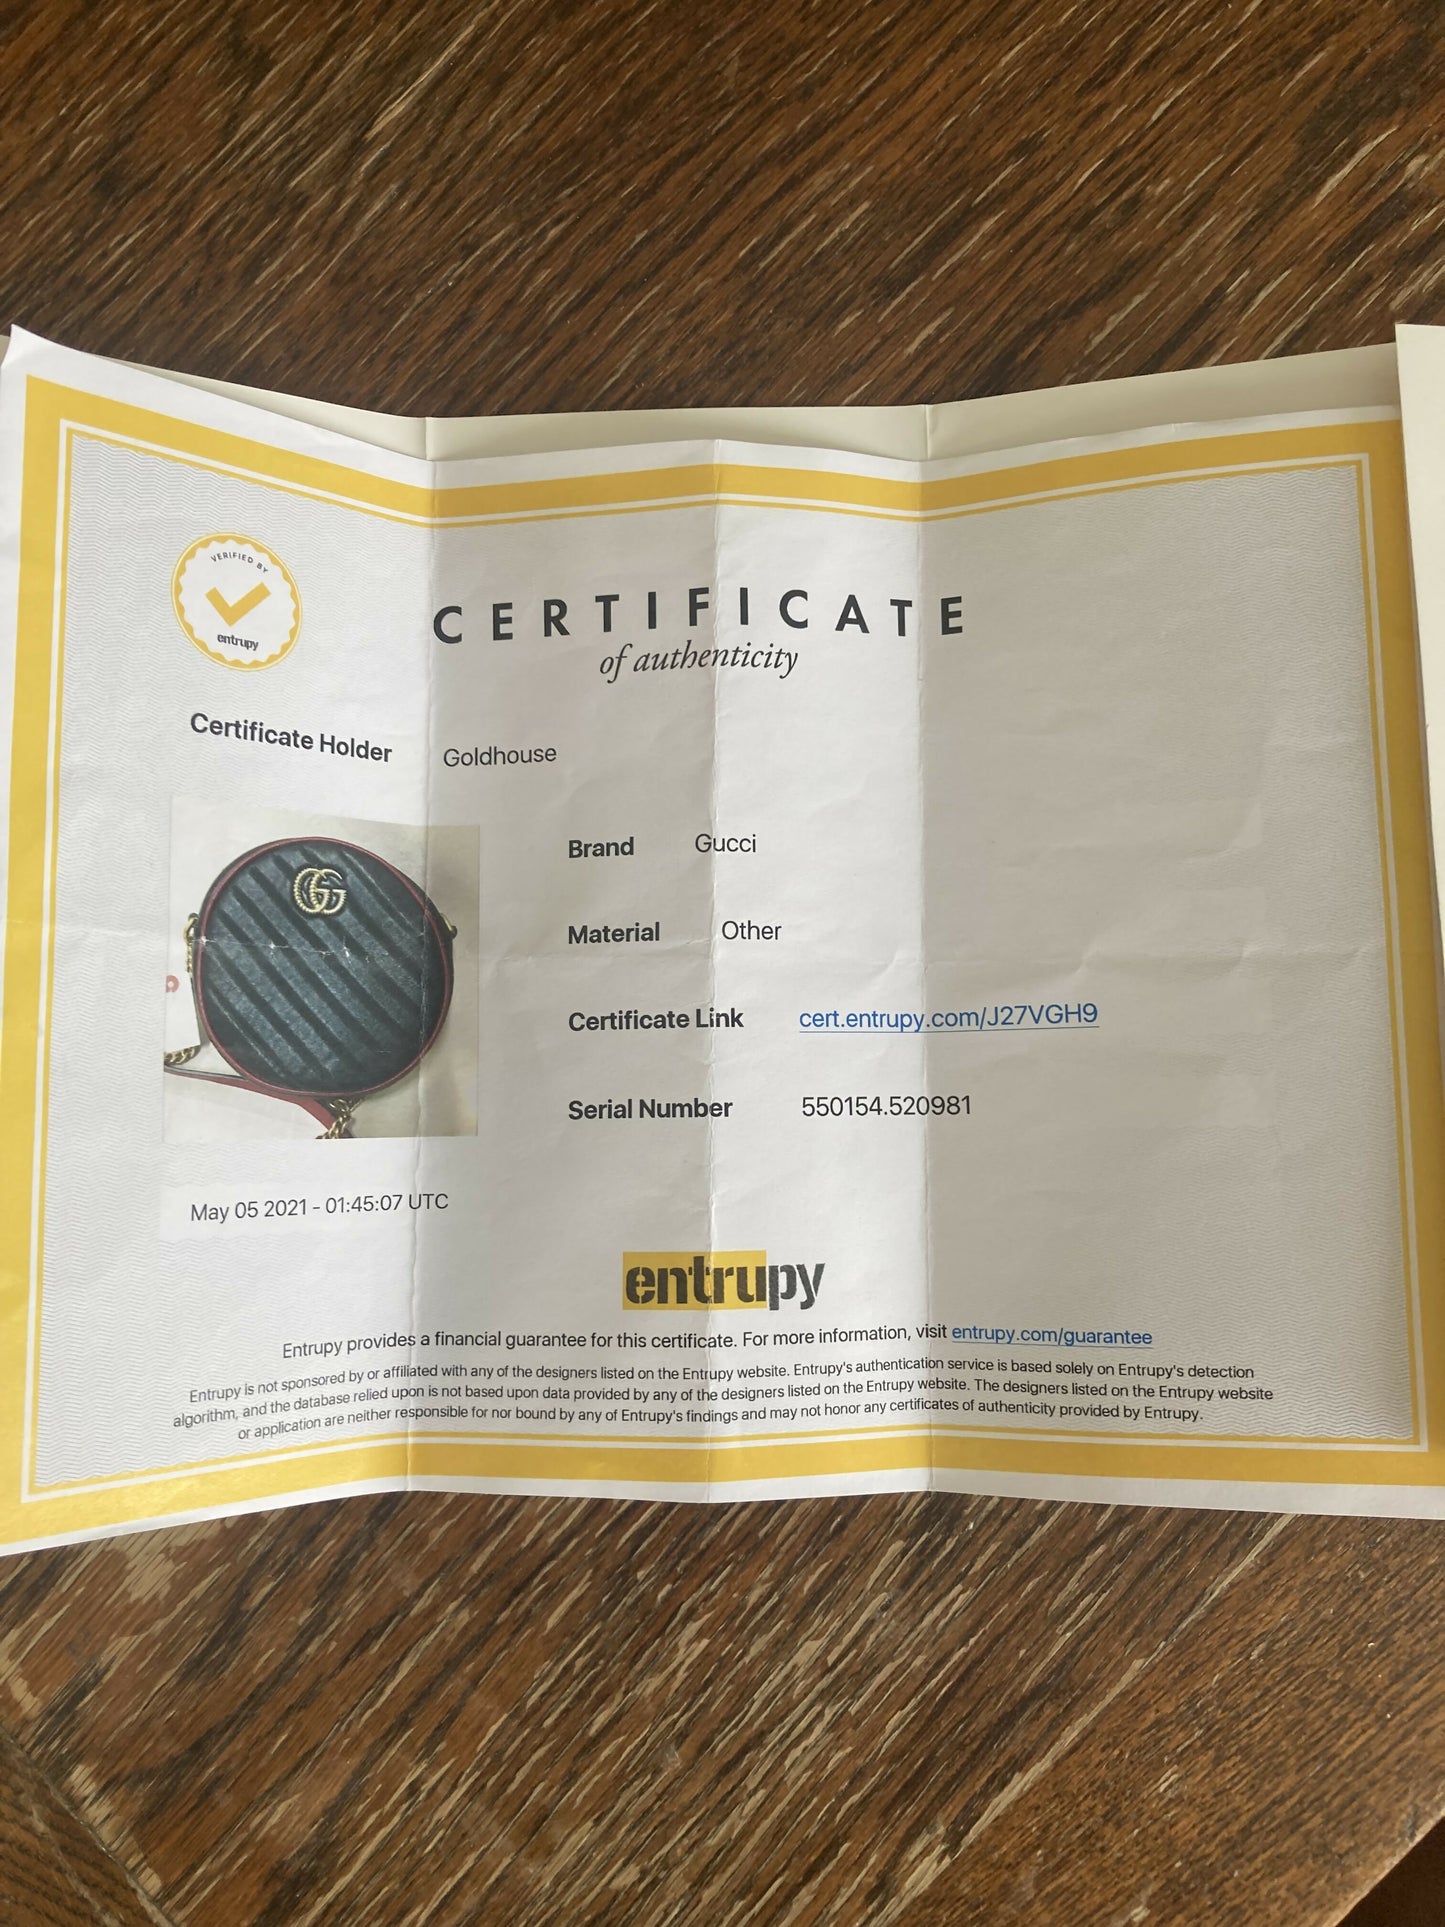 VERIFIED BY
entrupy
CERTIFICATE
of authenticity
Certificate Holder Goldhouse
GG
Brand Gucci
Material Other
Certificate Link cert.entrupy.com/J27VGH9
Serial Number 550154.520981
May 05 2021 - 01:45:07 UTC
entrupy
Entrupy provides a financial guarantee for this certificate. For more information, visit entrupy.com/guarantee
Entrupy is not sponsored by or affiliated with any of the designers listed on the Entrupy website. Entrupy's authentication service is based solely on Entrupy's detection
algorithm, and the database relied upon is not based upon data provided by any of the designers listed on the Entrupy website. The designers listed on the Entrupy website
or application are neither responsible for nor bound by any of Entrupy's findings and may not honor any certificates of authenticity provided by Entrupy.